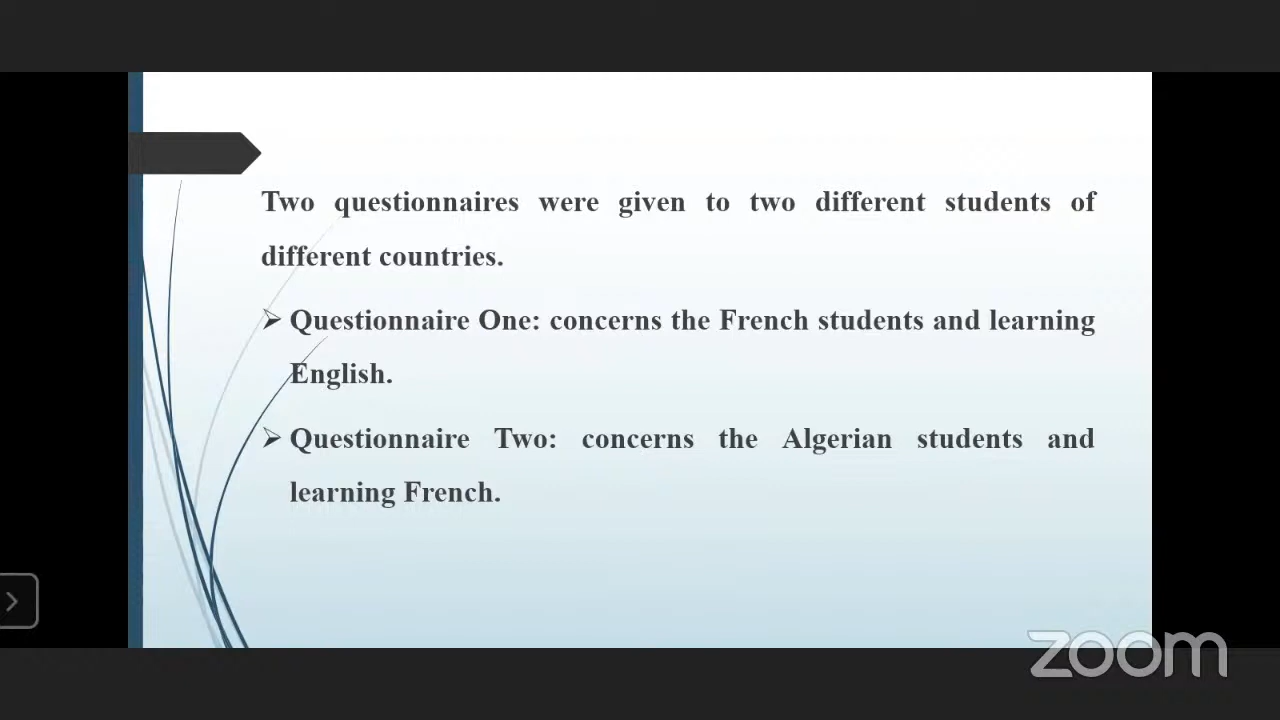 Two questionnaires were given to two different students of
different countries.
➢ Questionnaire One: concerns the French students and learning
English.
➢ Questionnaire Two: concerns the Algerian students and
learning French.
zoom